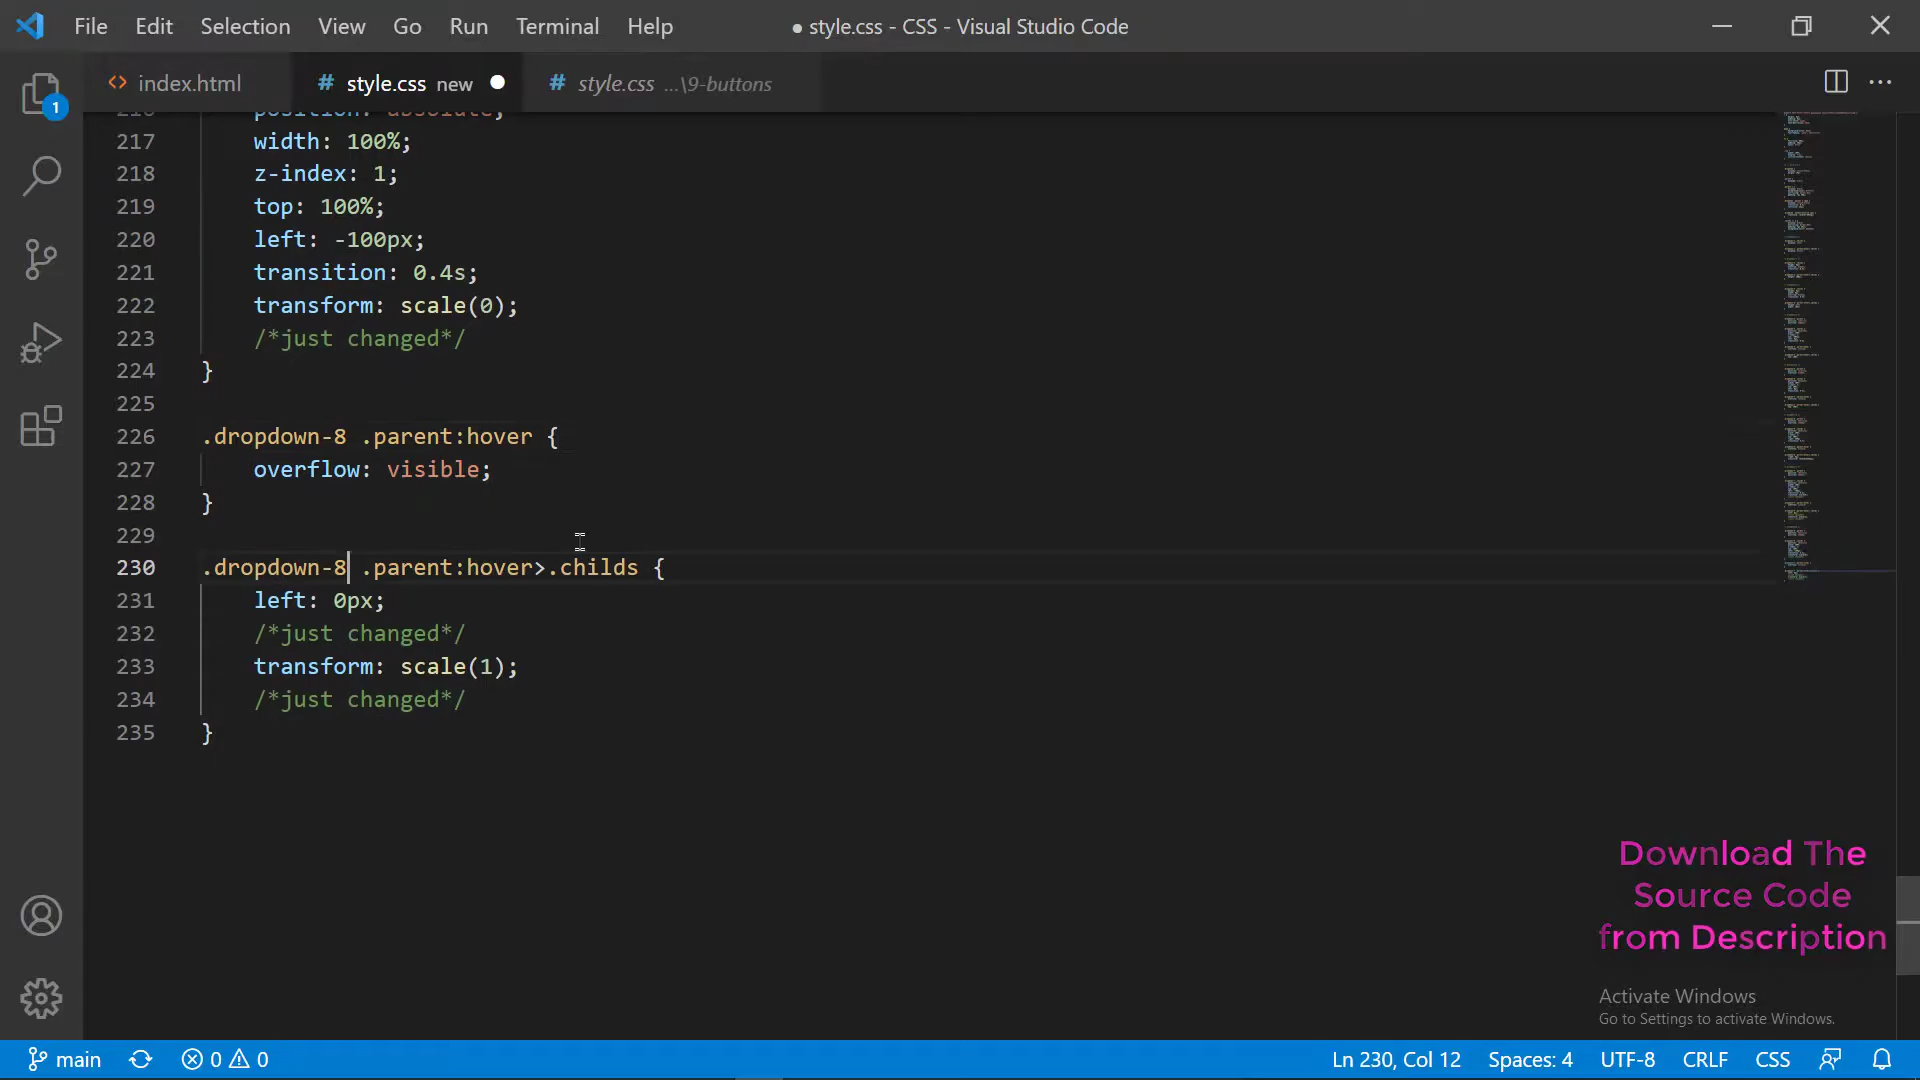 File Edit Selection View Go Run Terminal Help
● style.css - CSS - Visual Studio Code
index.html
# style.css new
# style.css ...\9-buttons
1
216 position: absolute;
217 width: 100%;
218 z-index: 1;
219 top: 100%;
220 left: -100px;
221 transition: 0.4s;
222 transform: scale(0);
223 /*just changed*/
224 }
225
226 .dropdown-8 .parent:hover {
227 overflow: visible;
228 }
229
230 .dropdown-8 .parent:hover>.childs {
231 left: 0px;
232 /*just changed*/
233 transform: scale(1);
234 /*just changed*/
235 }
Download The
Source Code
from Description
Activate Windows
Go to Settings to activate Windows.
main 0 0 Ln 230, Col 12 Spaces: 4 UTF-8 CRLF CSS